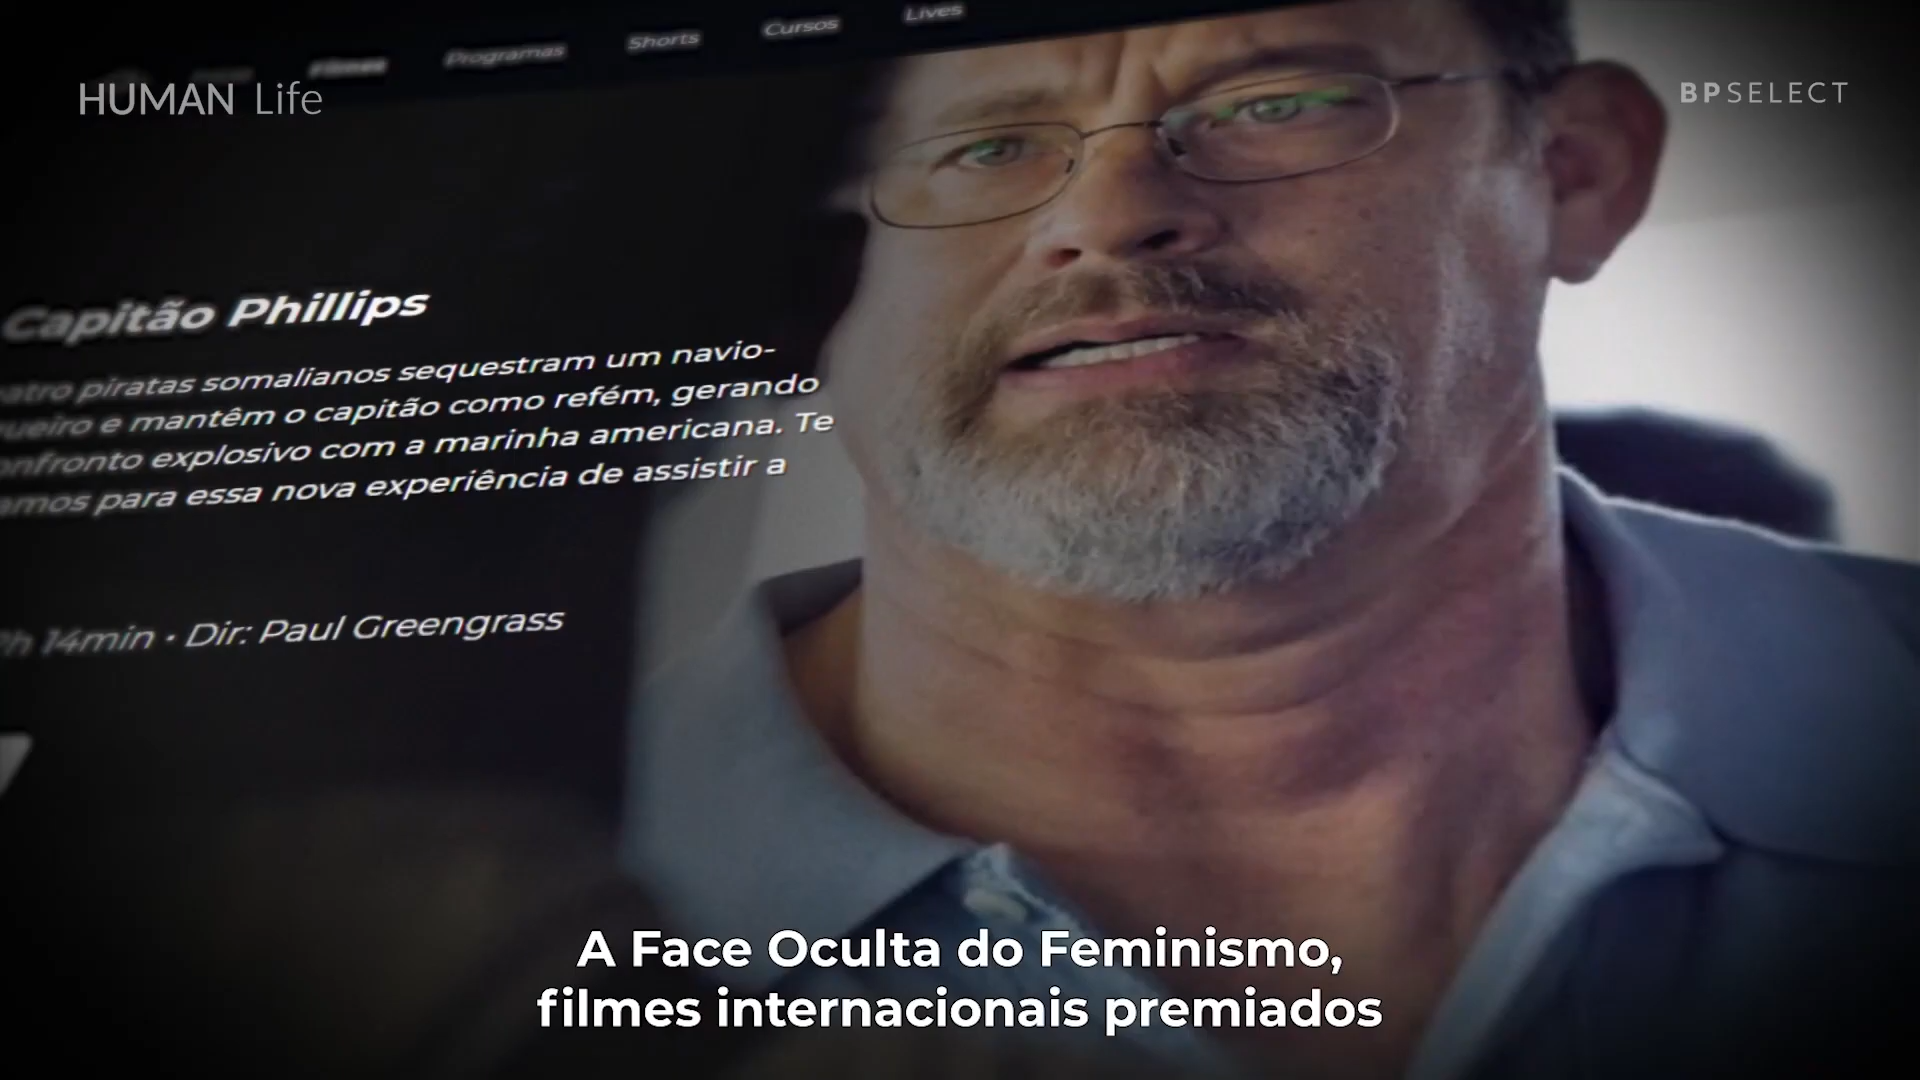 Filmes
Programas
Shorts
Cursos
Lives
HUMAN Life
BPSELECT
Capitão Phillips
piratas somalianos sequestram um navio-
e mantêm o capitão como refém, gerando
explosivo com a marinha americana. Te
para essa nova experiência de assistir a
2h 14min • Dir: Paul Greengrass
A Face Oculta do Feminismo,
filmes internacionais premiados